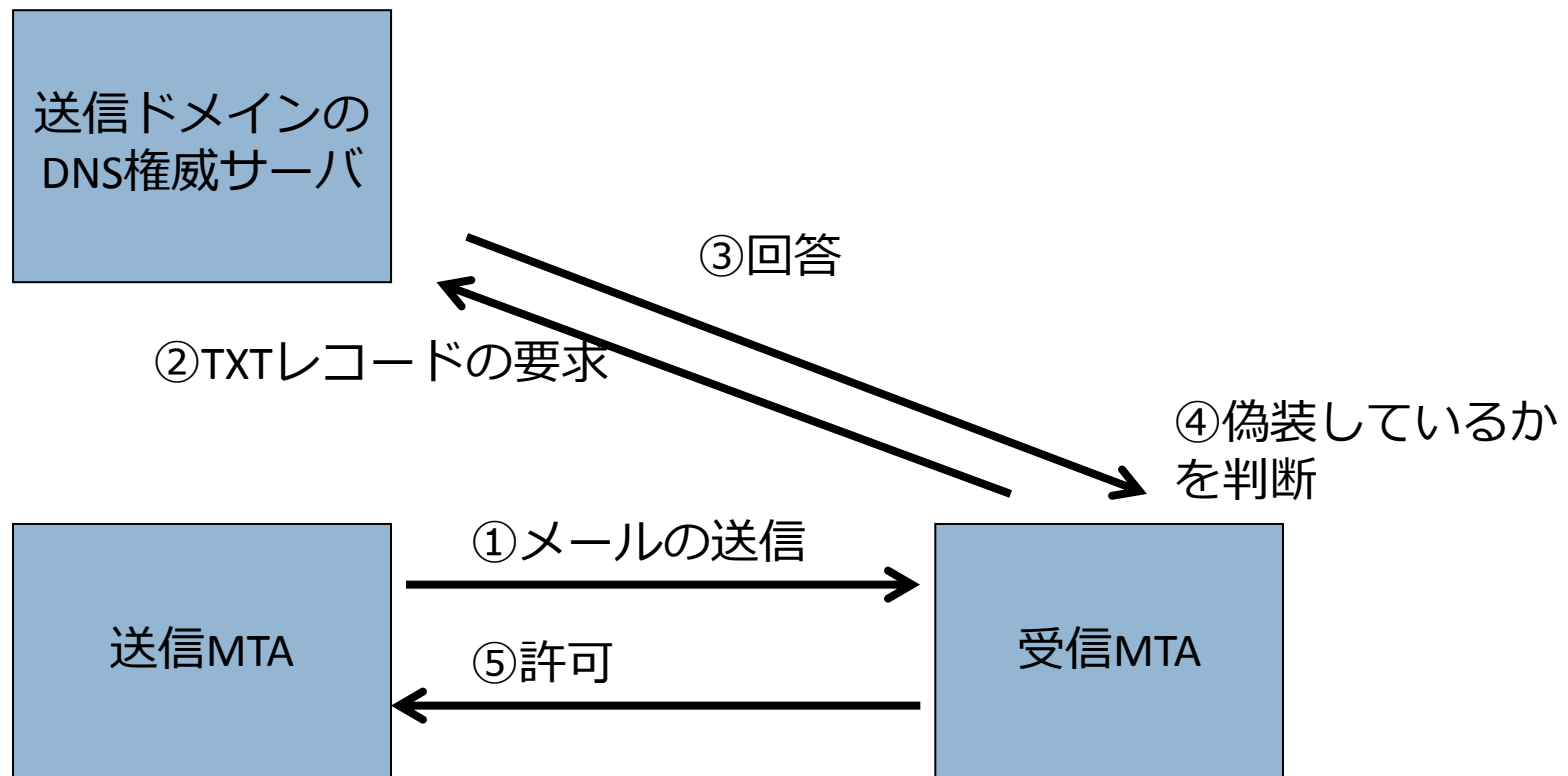 送信ドメインの
DNS権威サーバ
③回答
②TXTレコードの要求
④偽装しているか
を判断
①メールの送信
送信MTA
⑤許可
受信MTA